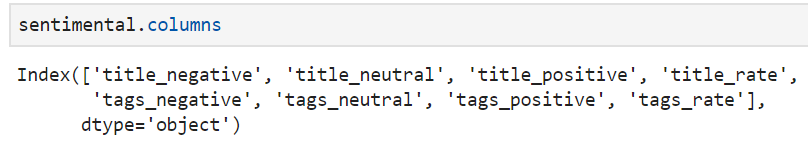 sentimental.columns
Index(['title_negative', 'title_neutral', 'title_positive', 'title_rate',
'tags_negative', 'tags_neutral', 'tags_positive', 'tags_rate'],
dtype='object')